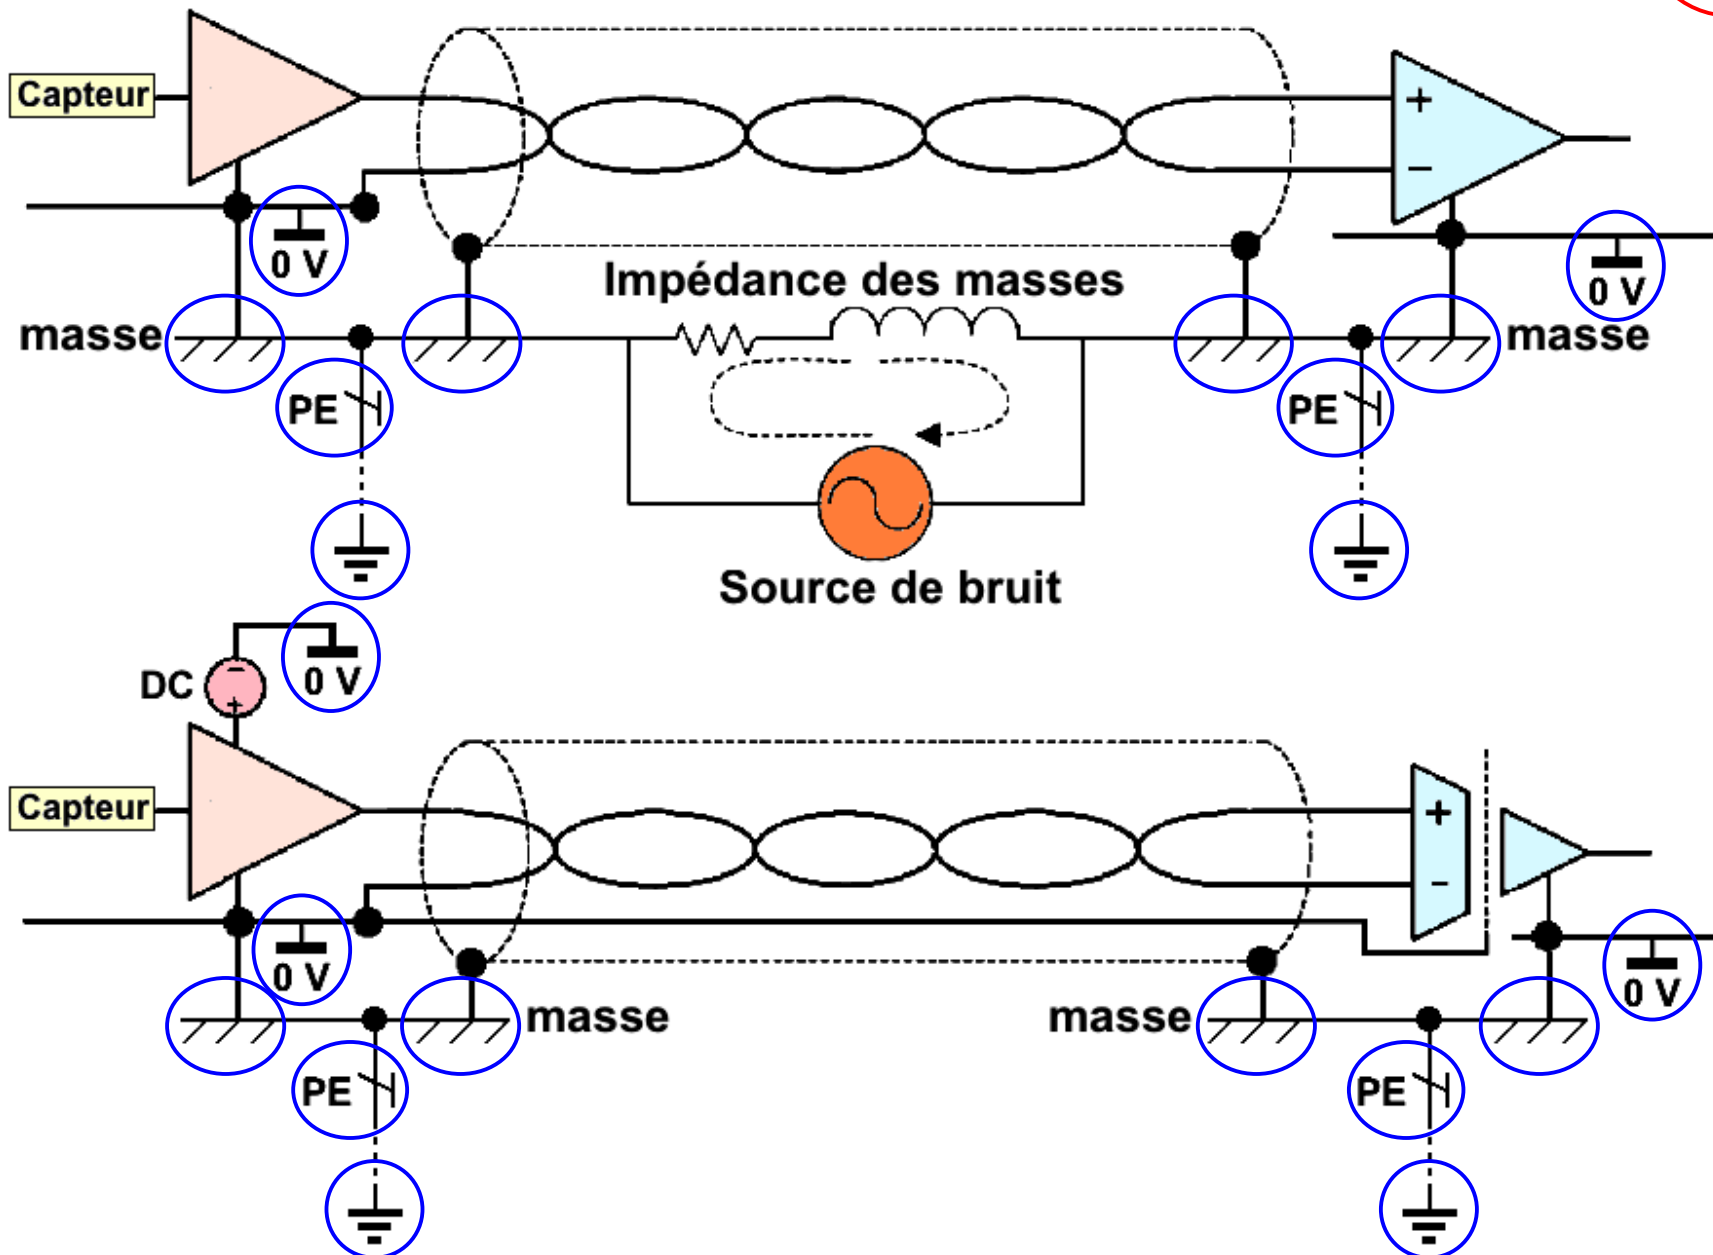 Capteur
+
−
0 V
0 V
Impédance des masses
masse
masse
PE
PE
Source de bruit
0 V
DC
−
+
Capteur
+
-
0 V
0 V
masse
masse
PE
PE